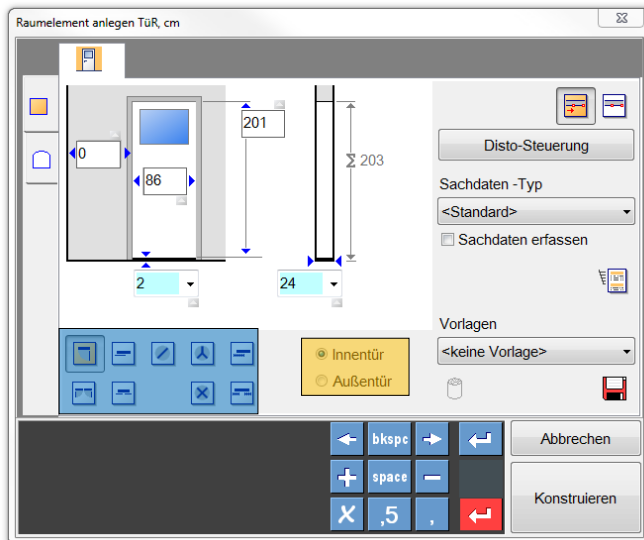 Raumelement anlegen TüR, cm
201
0
Σ 203
86
2
24
Disto-Steuerung
Sachdaten -Typ
<Standard>
Sachdaten erfassen
Vorlagen
<keine Vorlage>
Innentür
Außentür
bkspc
space
,5
,
Abbrechen
Konstruieren